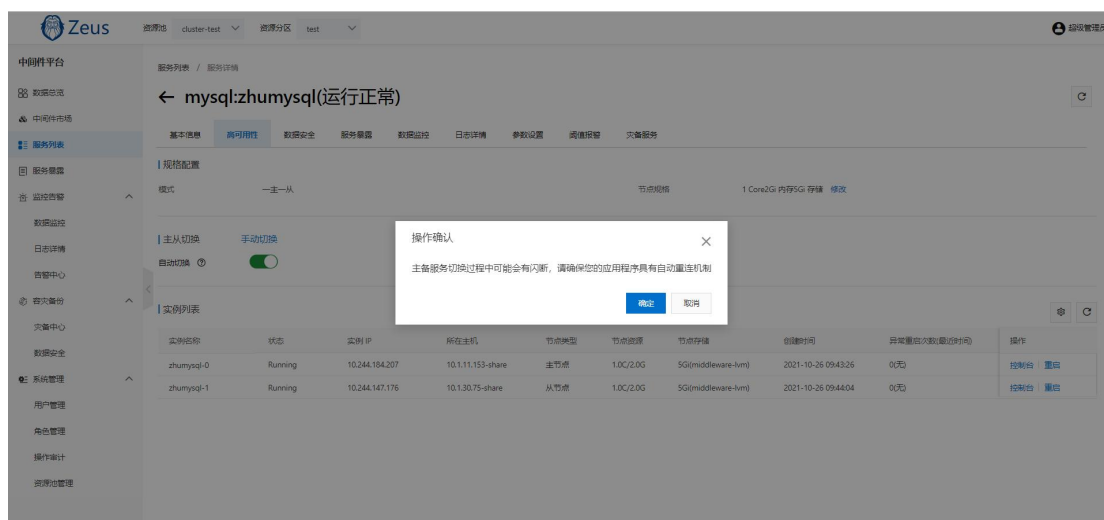 Zeus 资源池 cluster-test 资源分区 test 超级管理员
中间件平台
数据总览
中间件市场
服务列表
服务暴露
监控告警
数据监控
日志详情
告警中心
容灾备份
灾备中心
数据安全
系统管理
用户管理
角色管理
操作审计
资源池管理
服务列表 / 服务详情
← mysql:zhumysql(运行正常)
基本信息 高可用性 数据安全 服务暴露 数据监控 日志详情 参数设置 阈值报警 灾备服务
规格配置
模式 一主一从 节点规格 1 Core2Gi 内存5Gi 存储 修改
主从切换 手动切换
自动切换
操作确认
主备服务切换过程中可能会有闪断，请确保您的应用程序具有自动重连机制
确定 取消
实例列表
实例名称 状态 实例 IP 所在主机 节点类型 节点资源 节点存储 创建时间 异常重启次数(最近时间) 操作
zhumysql-0 Running 10.244.184.207 10.1.11.153-share 主节点 1.0C/2.0G 5Gi(middleware-lvm) 2021-10-26 09:43:26 0(无) 控制台 重启
zhumysql-1 Running 10.244.147.176 10.1.30.75-share 从节点 1.0C/2.0G 5Gi(middleware-lvm) 2021-10-26 09:44:04 0(无) 控制台 重启